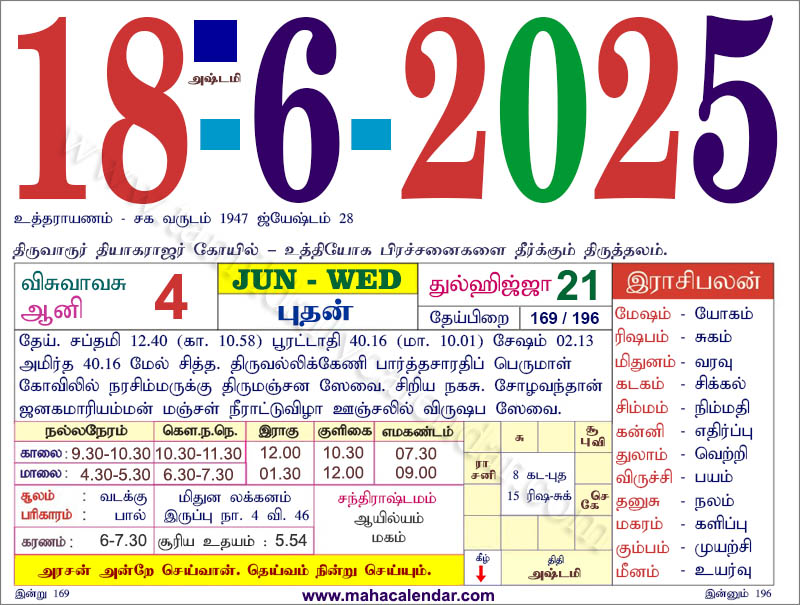 18-6-2025
அஷ்டமி
உத்தராயணம் - சக வருடம் 1947 ஜ்யேஷ்டம் 28
திருவாரூர் தியாகராஜர் கோயில் – உத்தியோக பிரச்சனைகளை தீர்க்கும் திருத்தலம்.
விசுவாவசு
ஆனி 4
JUN - WED
புதன்
துல்ஹிஜ்ஜா 21
தேய்பிறை 169 / 196
தேய். சப்தமி 12.40 (கா. 10.58) பூரட்டாதி 40.16 (மா. 10.01) சேஷம் 02.13
அமிர்த 40.16 மேல் சித்த. திருவல்லிக்கேணி பார்த்தசாரதிப் பெருமாள்
கோவிலில் நரசிம்மருக்கு திருமஞ்சன ஸேவை. சிறிய நகசு. சோழவந்தான்
ஜனகமாரியம்மன் மஞ்சள் நீராட்டுவிழா ஊஞ்சலில் விருஷப ஸேவை.
நல்லநேரம் கௌ.ந.நெ. இராகு குளிகை எமகண்டம்
காலை: 9.30-10.30 10.30-11.30 12.00 10.30 07.30
மாலை: 4.30-5.30 6.30-7.30 01.30 12.00 09.00
சூலம் : வடக்கு
பரிகாரம் : பால்
மிதுன லக்கனம்
இருப்பு நா. 4 வி. 46
சந்திராஷ்டமம்
ஆயில்யம்
மகம்
கரணம்: 6-7.30 சூரிய உதயம் : 5.54
அரசன் அன்றே செய்வான். தெய்வம் நின்று செய்யும்.
சு
சூ
பு வி
ரா
சனி
8 கட-புத
15 ரிஷ-சுக்
செ
கே
கீழ்
திதி
அஷ்டமி
இராசிபலன்
மேஷம் - யோகம்
ரிஷபம் - சுகம்
மிதுனம் - வரவு
கடகம் - சிக்கல்
சிம்மம் - நிம்மதி
கன்னி - எதிர்ப்பு
துலாம் - வெற்றி
விருச்சி - பயம்
தனுசு - நலம்
மகரம் - களிப்பு
கும்பம் - முயற்சி
மீனம் - உயர்வு
இன்று 169
www.mahacalendar.com
இன்னும் 196